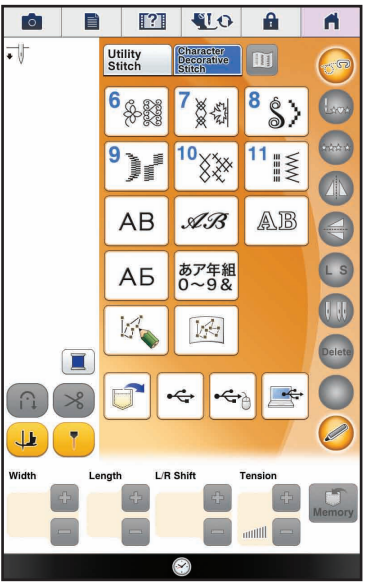 ?
Utility
Stitch
Character
Decorative
Stitch
6
7
8
9
10
11
AB
AB
AB
АБ
あア年組
0～9&
L S
Delete
Width
Length
L/R Shift
Tension
Memory